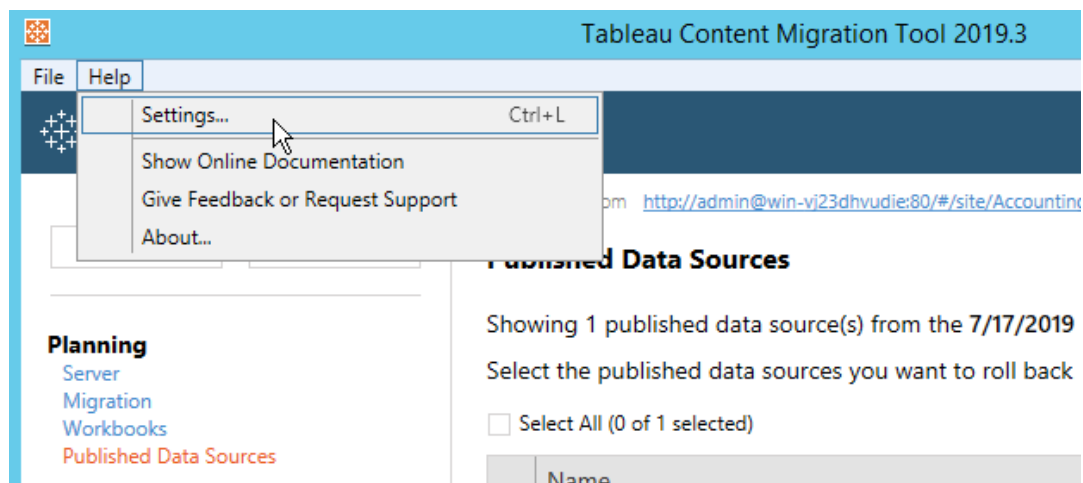 Tableau Content Migration Tool 2019.3
File Help
Settings... Ctrl+L
Show Online Documentation
Give Feedback or Request Support
About...
http://admin@win-vj23dhvudie:80/#/site/Accounting
Published Data Sources
Showing 1 published data source(s) from the 7/17/2019
Select the published data sources you want to roll back
Select All (0 of 1 selected)
Name
Planning
Server
Migration
Workbooks
Published Data Sources